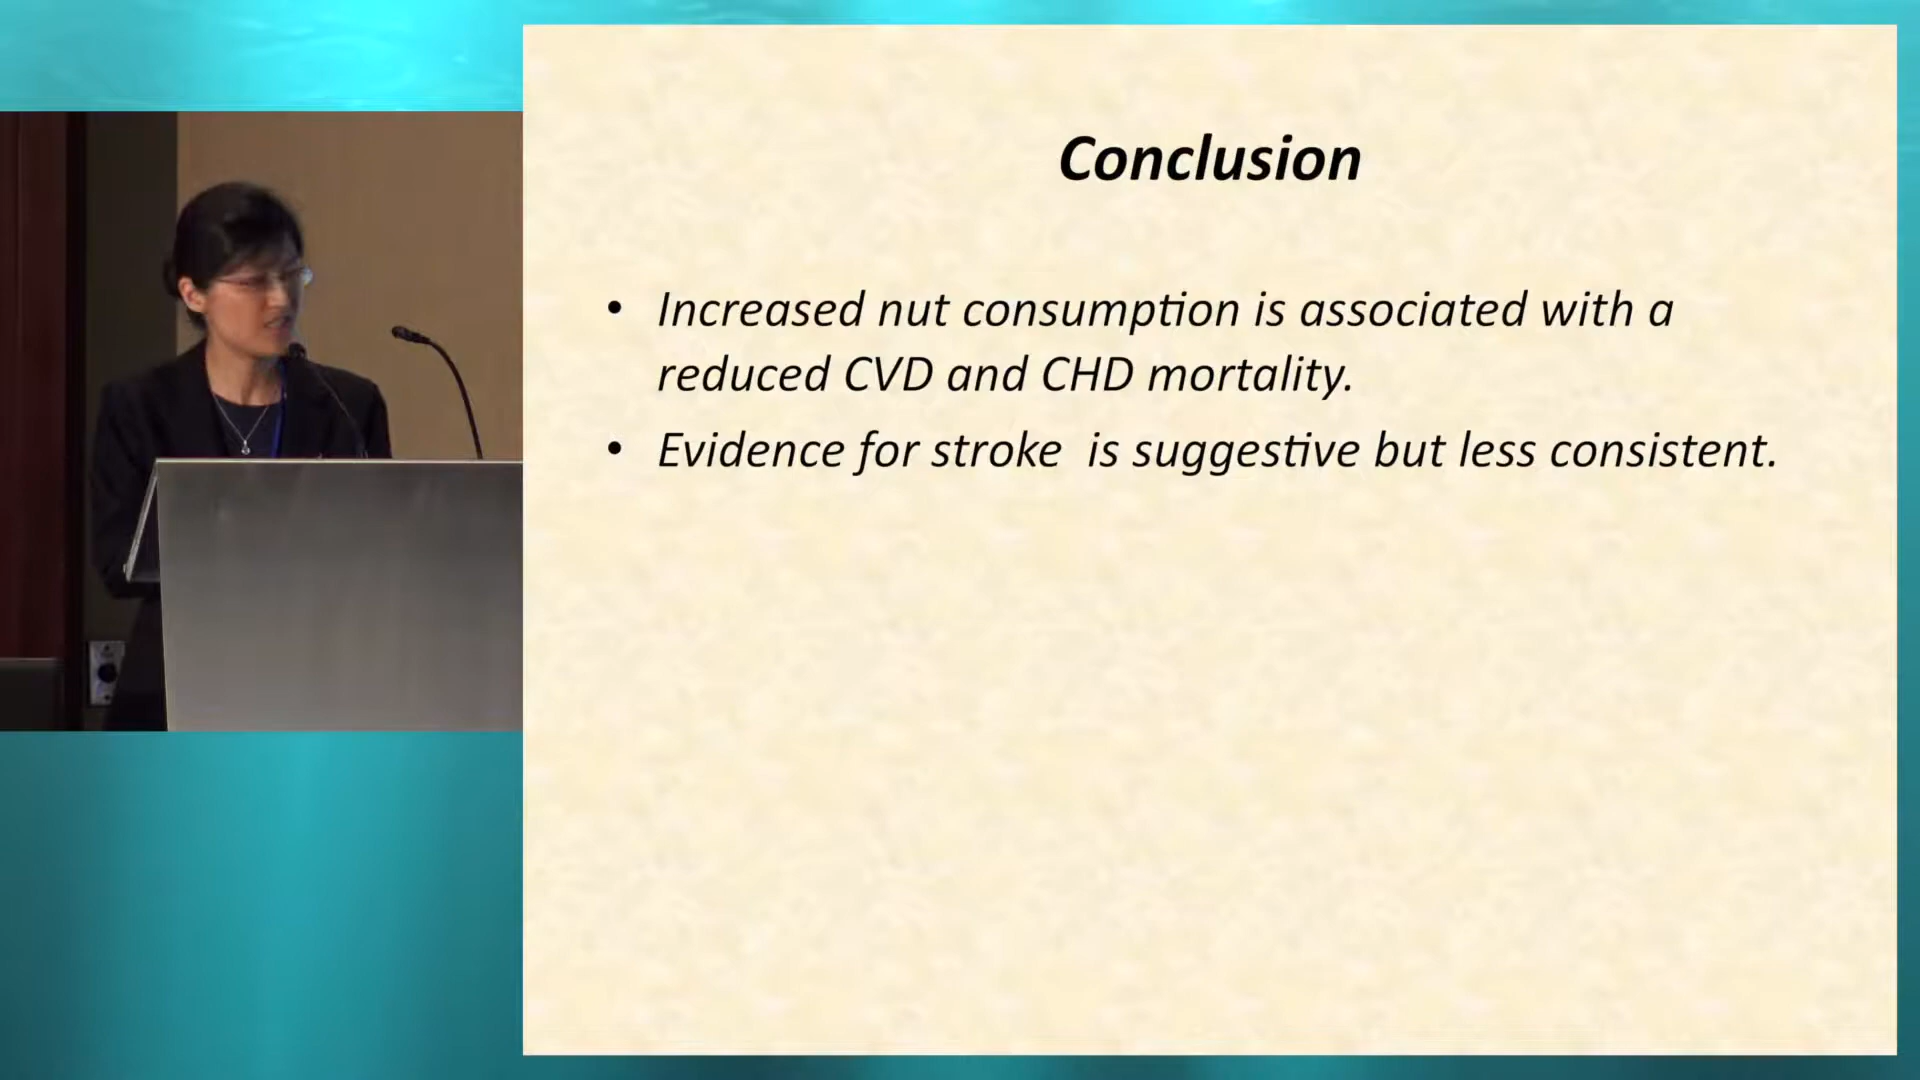 Conclusion
• Increased nut consumption is associated with a
reduced CVD and CHD mortality.
• Evidence for stroke  is suggestive but less consistent.